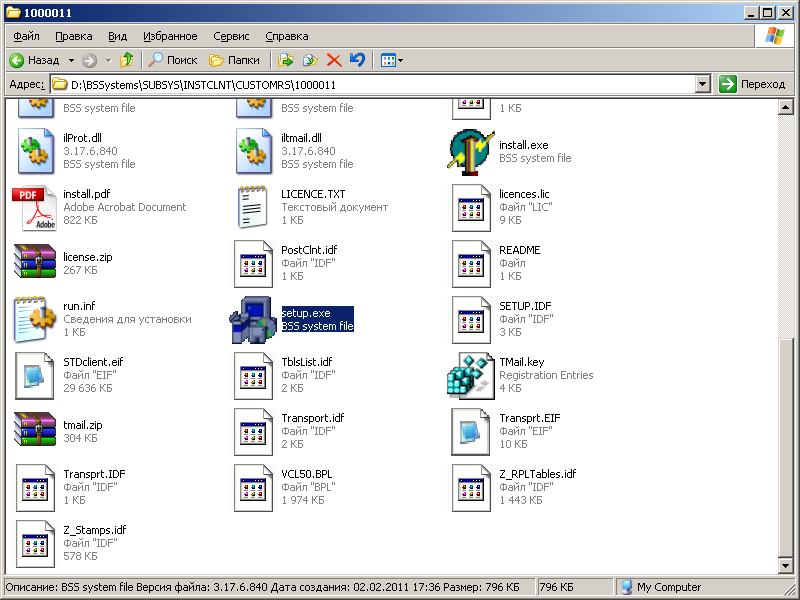 1000011
Файл Правка Вид Избранное Сервис Справка
Назад Поиск Папки
Адрес: D:\BSSystems\SUBSYS\INSTCLNT\CUSTOMRS\1000011 Переход
BSS system file
BSS system file
1 КБ
ilProt.dll
3.17.6.840
BSS system file
iltmail.dll
3.17.6.840
BSS system file
install.exe
BSS system file
install.pdf
Adobe Acrobat Document
822 КБ
LICENCE.TXT
Текстовый документ
1 КБ
licences.lic
Файл "LIC"
9 КБ
license.zip
267 КБ
PostClnt.idf
Файл "IDF"
1 КБ
README
Файл
1 КБ
run.inf
Сведения для установки
1 КБ
setup.exe
BSS system file
SETUP.IDF
Файл "IDF"
3 КБ
STDclient.eif
Файл "EIF"
29 636 КБ
TblsList.idf
Файл "IDF"
2 КБ
TMail.key
Registration Entries
4 КБ
tmail.zip
304 КБ
Transport.idf
Файл "IDF"
2 КБ
Transprt.EIF
Файл "EIF"
10 КБ
Transprt.IDF
Файл "IDF"
1 КБ
VCL50.BPL
Файл "BPL"
1 974 КБ
Z_RPLTables.idf
Файл "IDF"
1 443 КБ
Z_Stamps.idf
Файл "IDF"
578 КБ
PDF
Adobe
Описание: BSS system file Версия файла: 3.17.6.840 Дата создания: 02.02.2011 17:36 Размер: 796 КБ 796 КБ My Computer